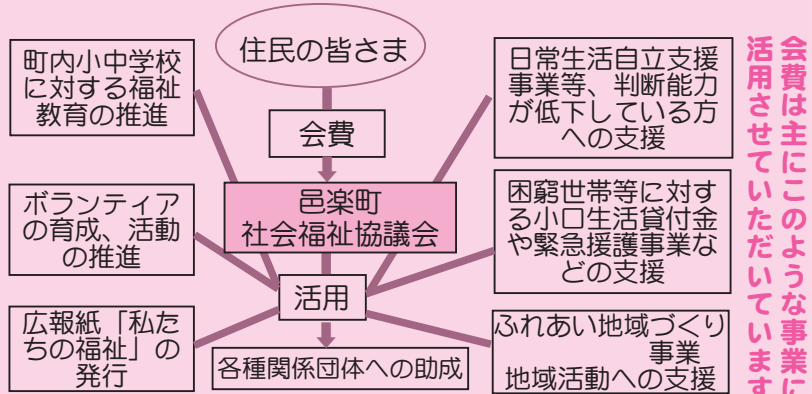 会費は主にこのような事業に
活用させていただいています
住民の皆さま
会費
邑楽町
社会福祉協議会
活用
町内小中学校
に対する福祉
教育の推進
ボランティア
の育成、活動
の推進
広報紙「私た
ちの福祉」の
発行
各種関係団体への助成
日常生活自立支援
事業等、判断能力
が低下している方
への支援
困窮世帯等に対す
る小口生活貸付金
や緊急援護事業な
どの支援
ふれあい地域づくり
事業
地域活動への支援